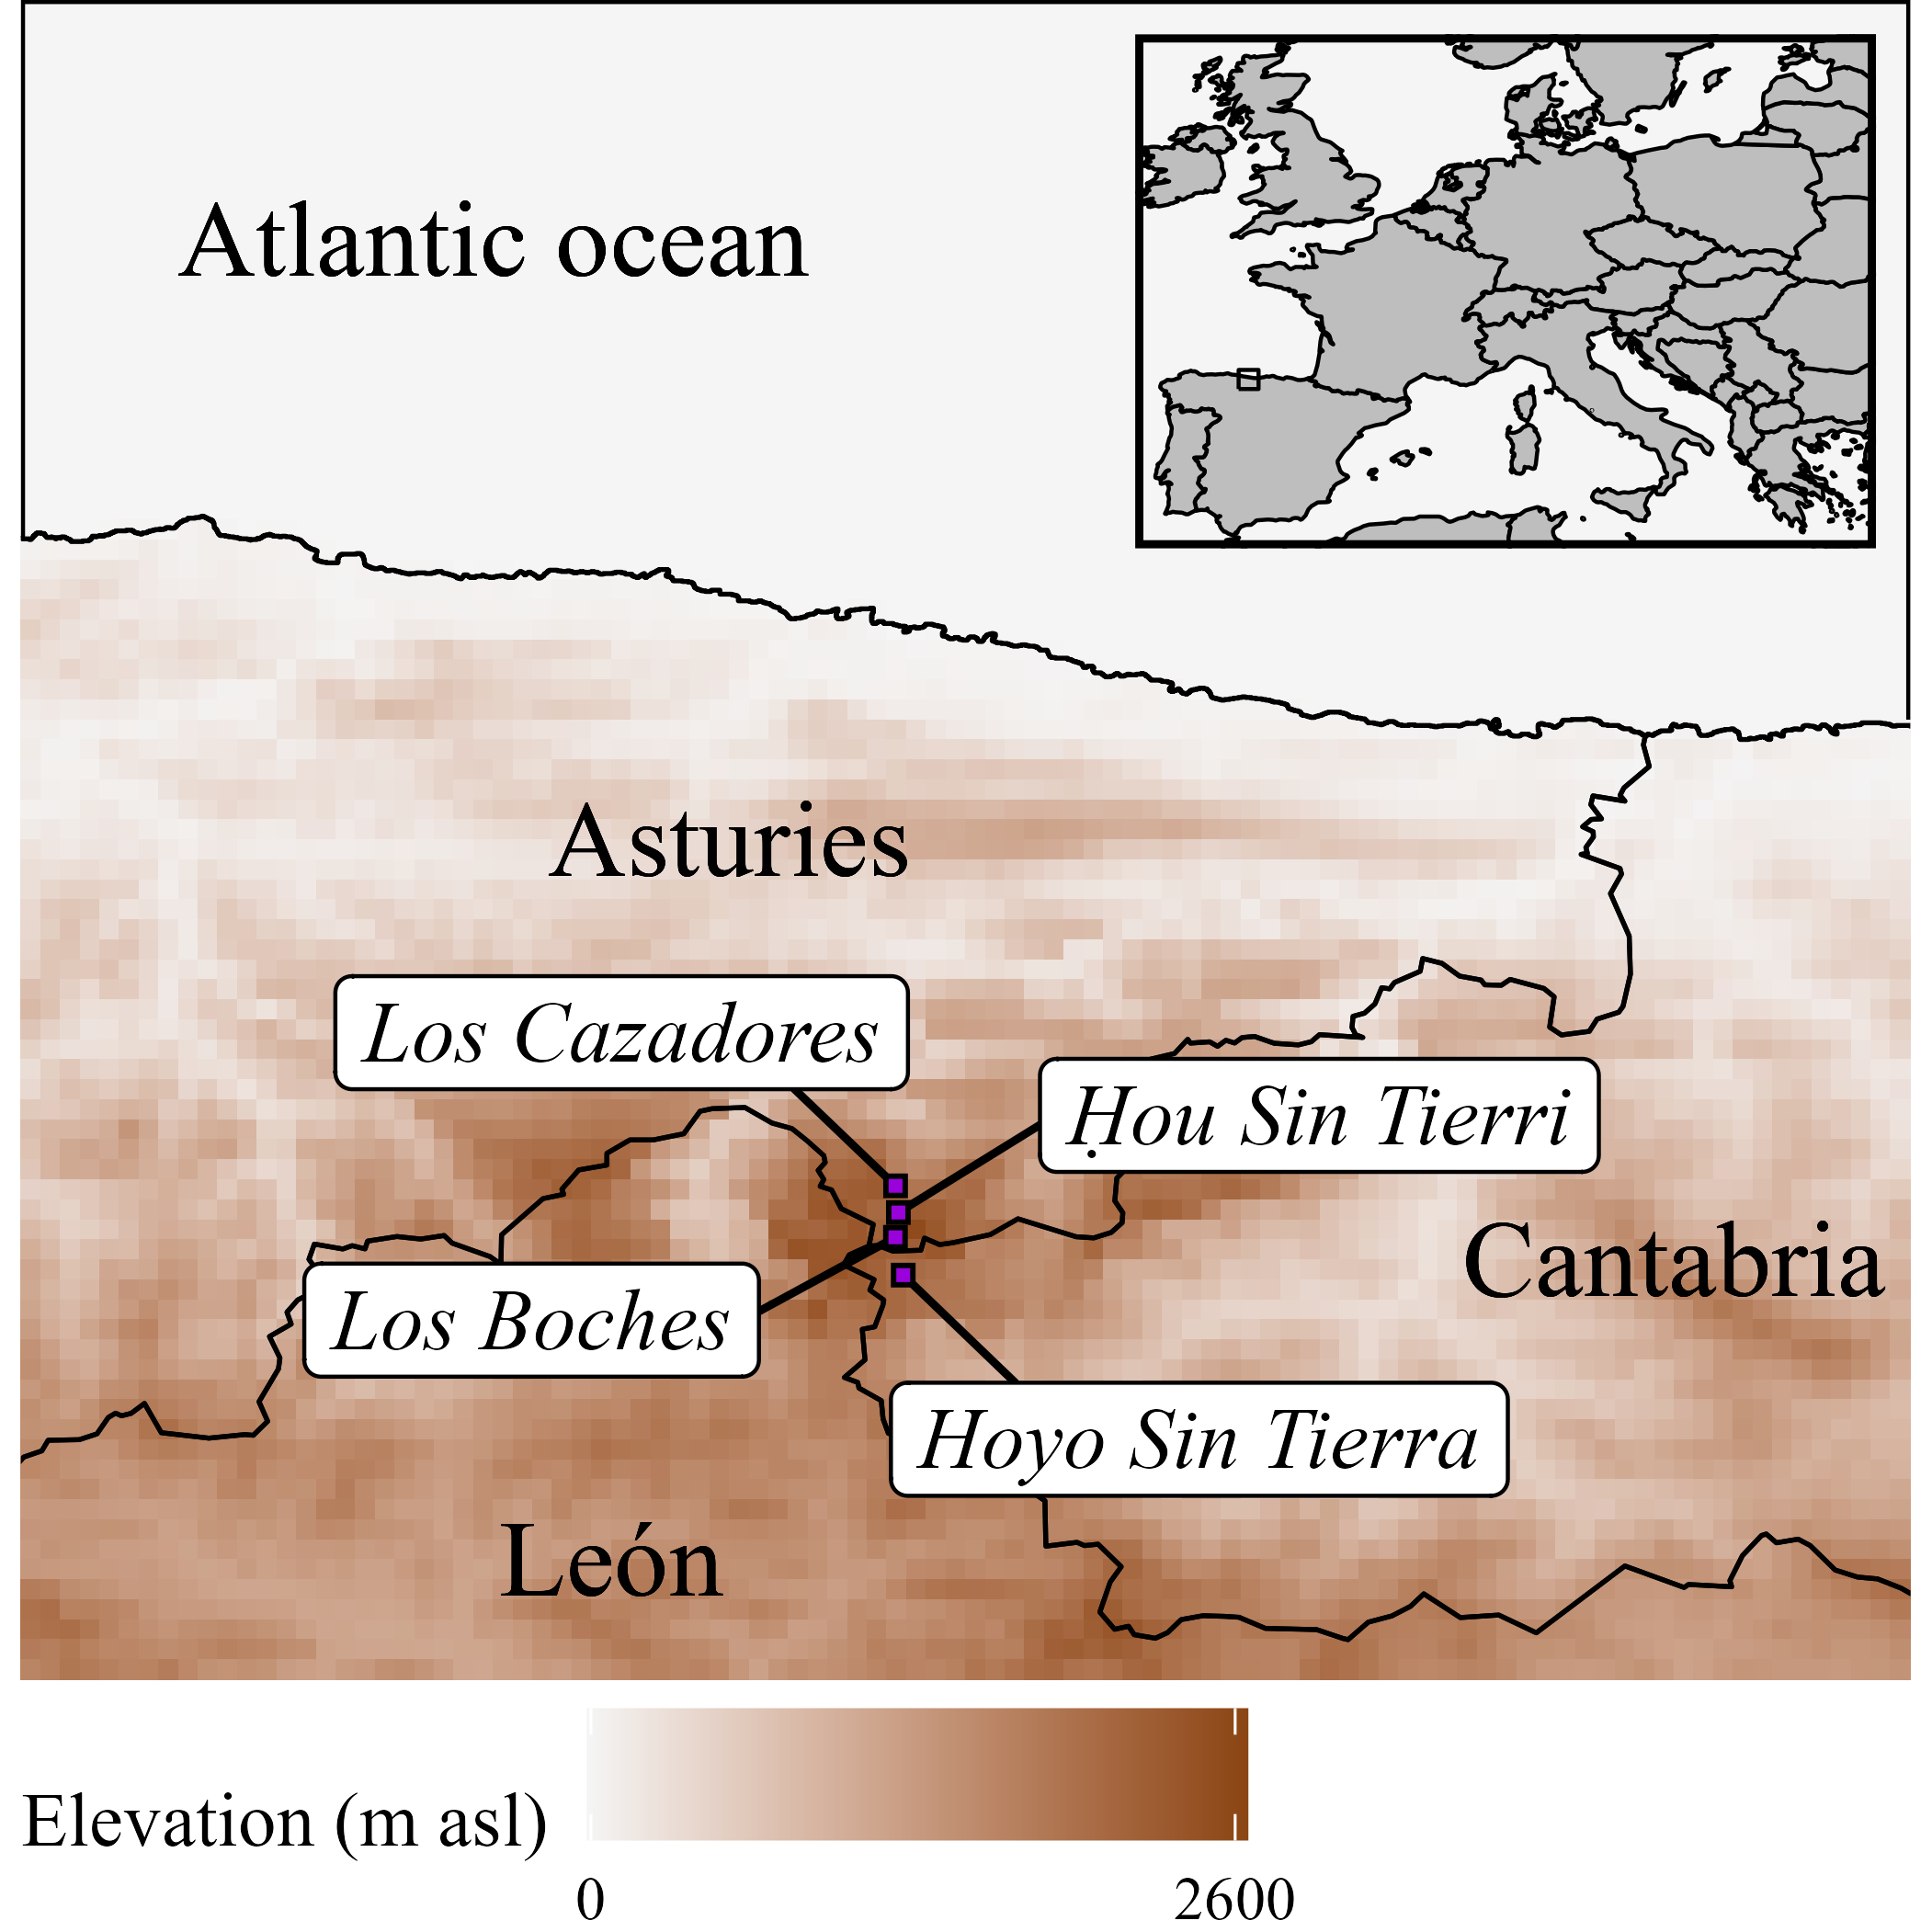 Atlantic ocean
Asturies
Los Cazadores
Ḥou Sin Tierri
Cantabria
Los Boches
Hoyo Sin Tierra
León
Elevation (m asl)
0
2600